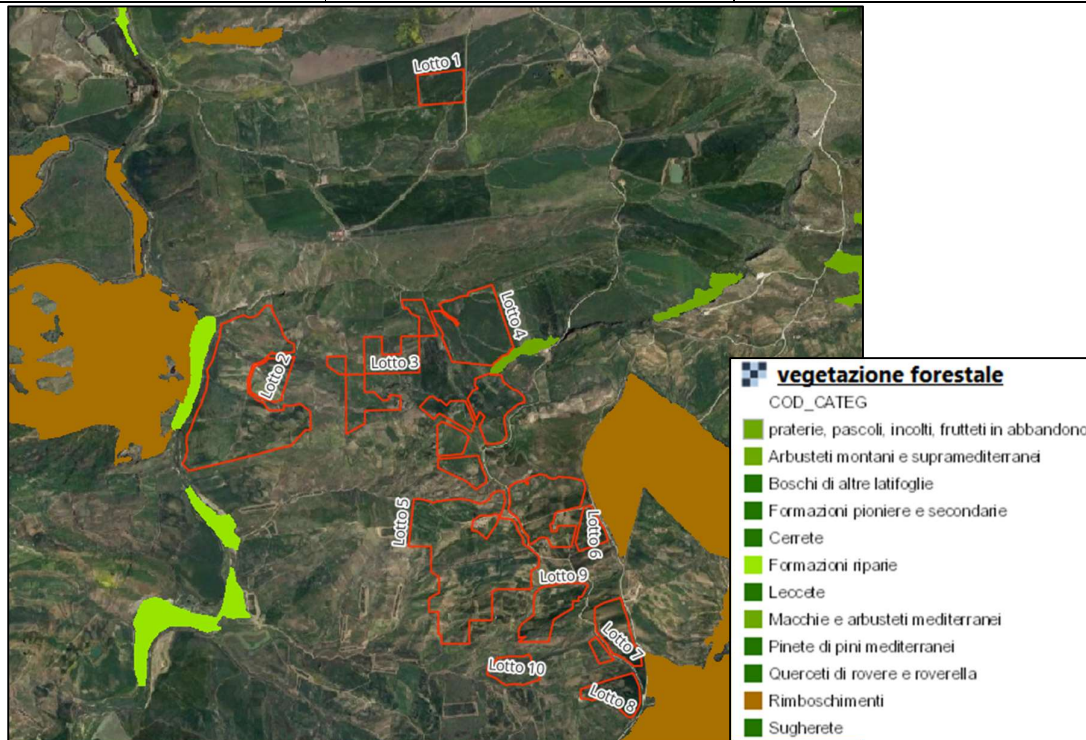 Lotto 1
Lotto 4
Lotto 3
Lotto 2
Lotto 5
Lotto 6
Lotto 9
Lotto 7
Lotto 10
Lotto 8
vegetazione forestale
COD_CATEG
praterie, pascoli, incolti, frutteti in abbandono
Arbusteti montani e supramediterranei
Boschi di altre latifoglie
Formazioni pioniere e secondarie
Cerrete
Formazioni riparie
Leccete
Macchie e arbusteti mediterranei
Pinete di pini mediterranei
Querceti di rovere e roverella
Rimboschimenti
Sugherete